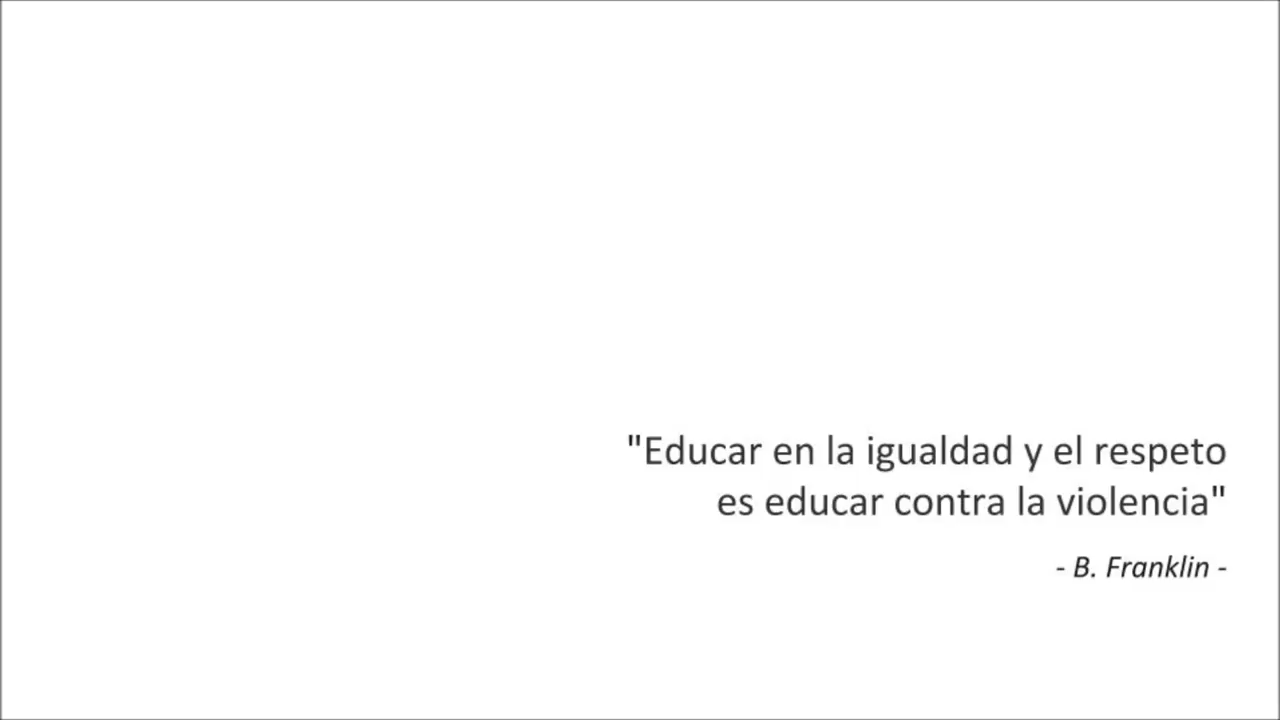 "Educar en la igualdad y el respeto
es educar contra la violencia"
- B. Franklin -